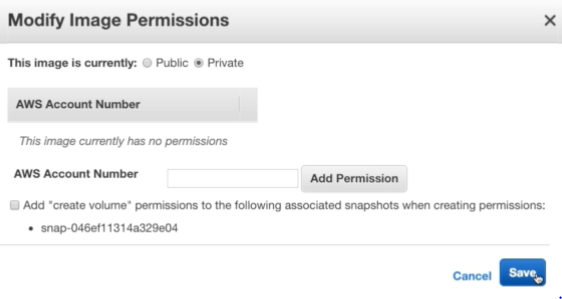 Modify Image Permissions
This image is currently: Public Private
AWS Account Number
This image currently has no permissions
AWS Account Number Add Permission
Add "create volume" permissions to the following associated snapshots when creating permissions:
snap-046ef11314a329e04
Cancel Save